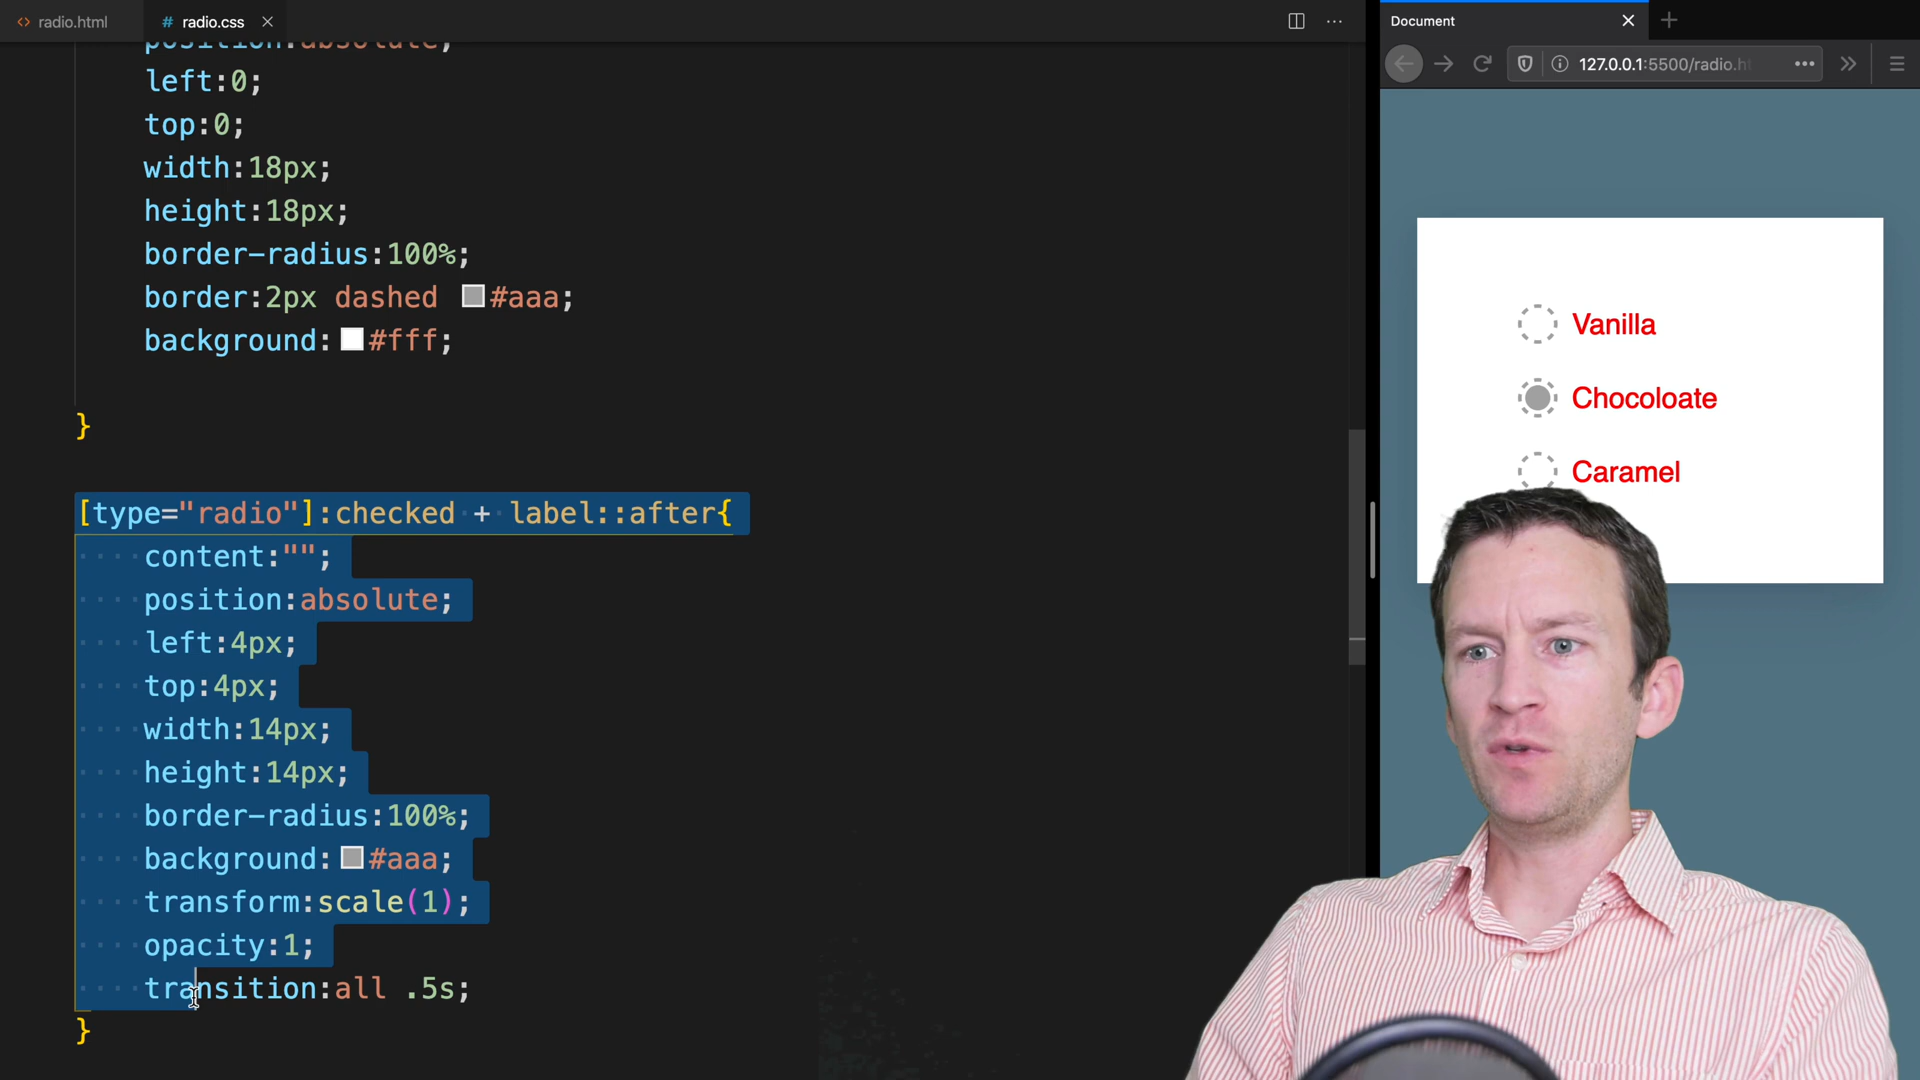 radio.html
# radio.css
position:absolute;
left:0;
top:0;
width:18px;
height:18px;
border-radius:100%;
border:2px dashed #aaa;
background:#fff;
}
[type="radio"]:checked + label::after{
content:"";
position:absolute;
left:4px;
top:4px;
width:14px;
height:14px;
border-radius:100%;
background:#aaa;
transform:scale(1);
opacity:1;
transition:all .5s;
}
Document
127.0.0.1:5500/radio.ht
Vanilla
Chocoloate
Caramel